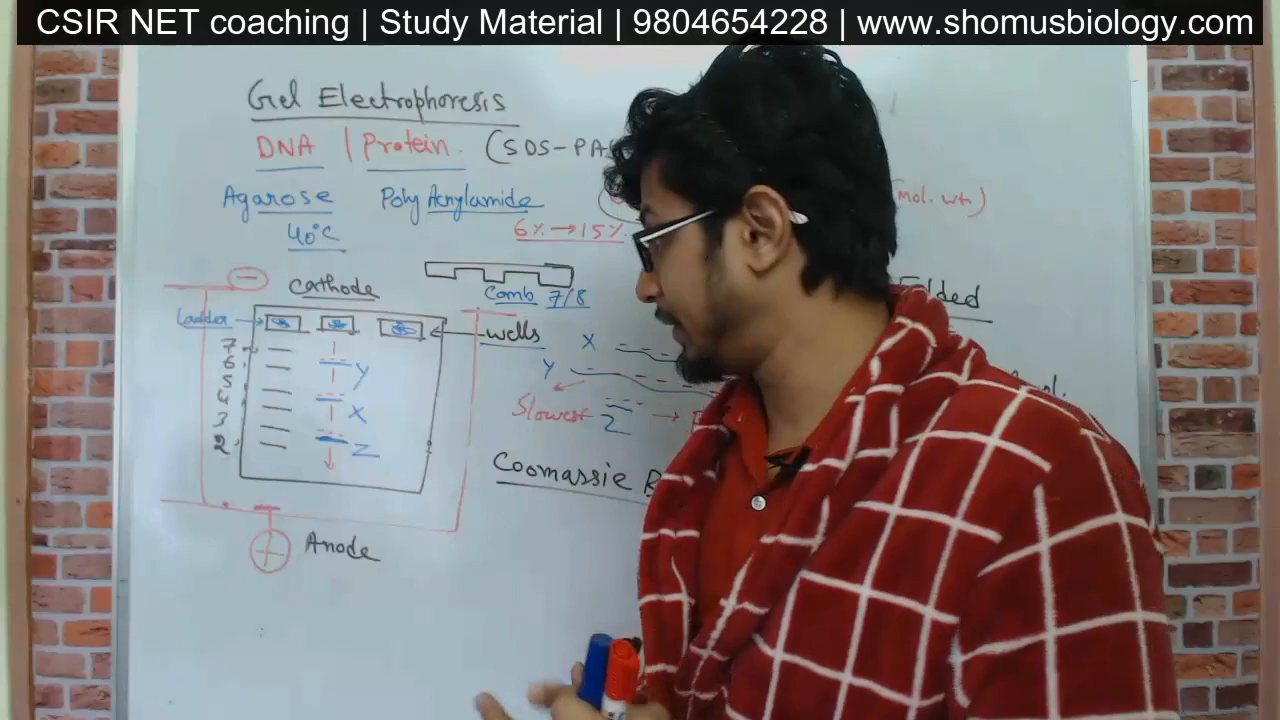 CSIR NET coaching | Study Material | 9804654228 | www.shomusbiology.com
Gel Electrophoresis
DNA | Protein (SDS-PA
Agarose Poly Acrylamide
40°C
6% → 15%
mol. wt.)
Cathode
Comb 7/8
ladder
wells
7
6
5
4
3
2
Y
X
Z
X
Y
Slowest
Z
Coomassie B
+ Anode